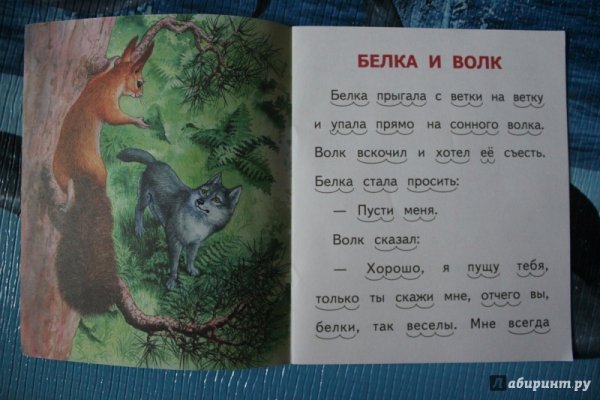 БЕЛКА И ВОЛК
Белка прыгала с ветки на ветку
и упала прямо на сонного волка.
Волк вскочил и хотел её съесть.
Белка стала просить:
— Пусти меня.
Волк сказал:
— Хорошо, я пущу тебя,
только ты скажи мне, отчего вы,
белки, так веселы. Мне всегда
Лабиринт.ру